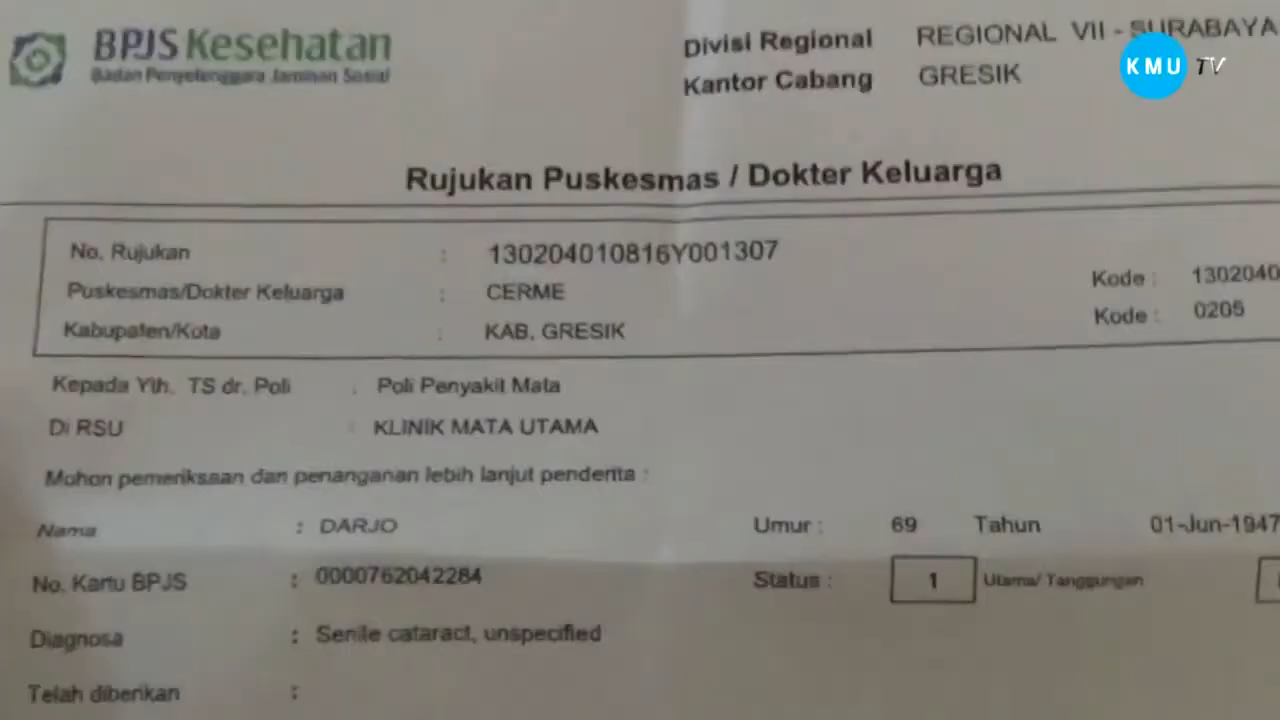 BPJS Kesehatan
Badan Penyelenggara Jaminan Sosial
Divisi Regional REGIONAL VII - SURABAYA
Kantor Cabang GRESIK
KMU TV
Rujukan Puskesmas / Dokter Keluarga
No. Rujukan : 130204010816Y001307
Puskesmas/Dokter Keluarga : CERME Kode : 1302040
Kabupaten/Kota : KAB. GRESIK Kode : 0205
Kepada Yth. TS dr. Poli : Poli Penyakit Mata
Di RSU : KLINIK MATA UTAMA
Mohon pemeriksaan dan penanganan lebih lanjut penderita :
Nama : DARJO Umur : 69 Tahun 01-Jun-1947
No. Kartu BPJS : 0000762042284 Status : 1 Utama/ Tanggungan
Diagnosa : Senile cataract, unspecified
Telah diberikan :